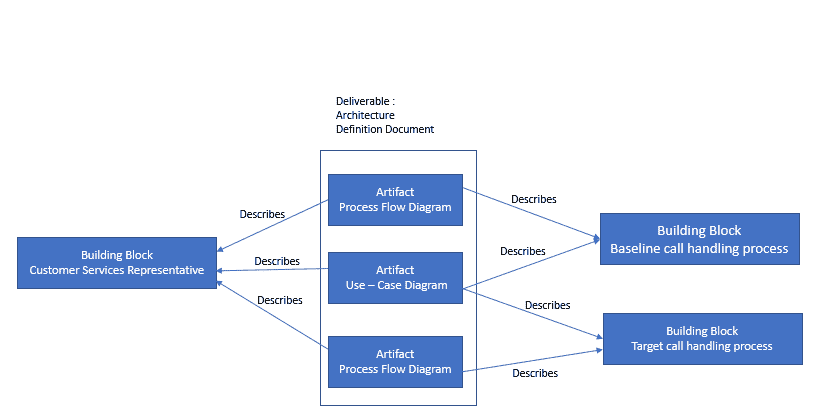 Deliverable :
Architecture
Definition Document
Artifact
Process Flow Diagram
Describes
Describes
Building Block
Customer Services Representative
Describes
Describes
Artifact
Use – Case Diagram
Describes
Describes
Building Block
Baseline call handling process
Artifact
Process Flow Diagram
Describes
Building Block
Target call handling process